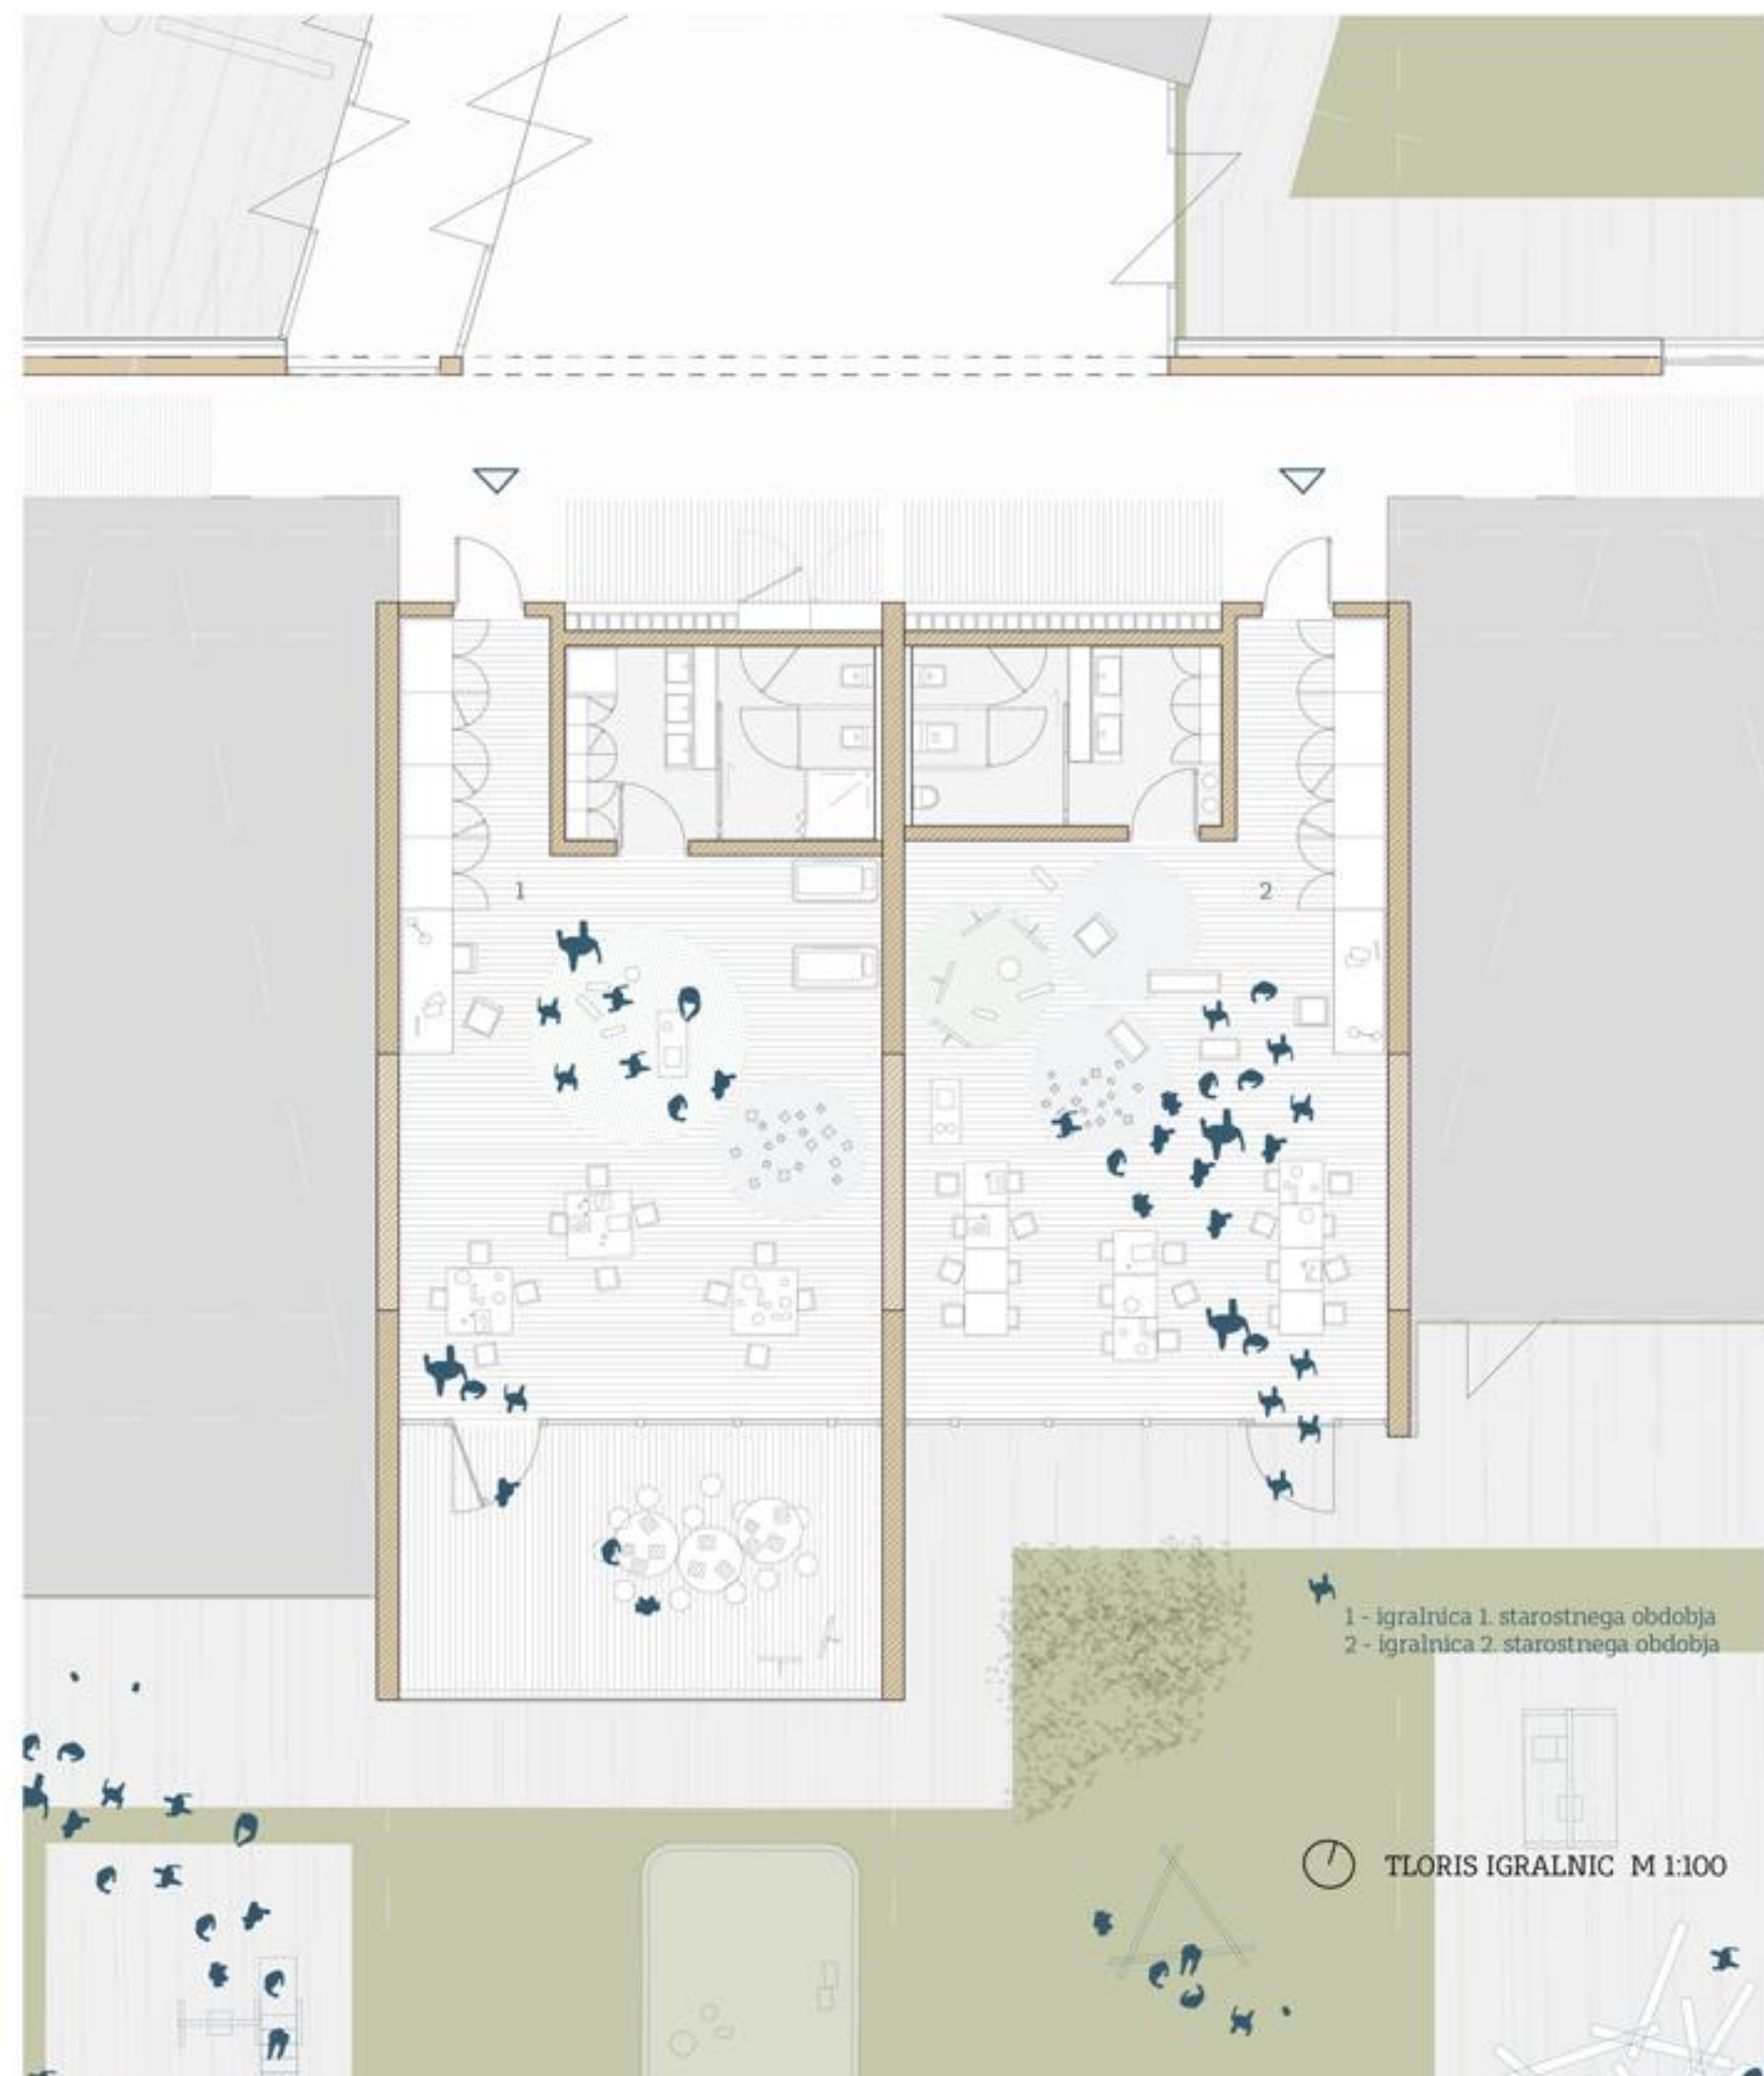 1
2
1 - igralnica 1. starostnega obdobja
2 - igralnica 2. starostnega obdobja
TLORIS IGRALNIC M 1:100